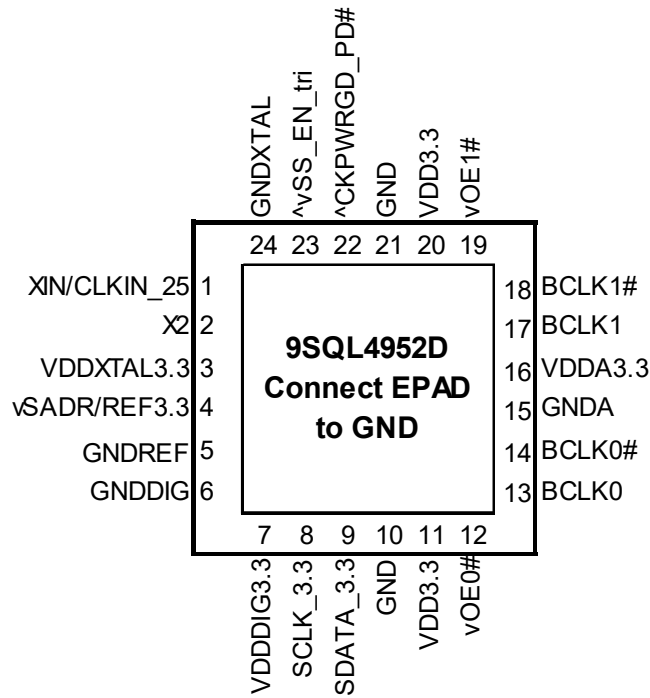 GNDXTAL
^vSS_EN_tri
^CKPWRGD_PD#
GND
VDD3.3
vOE1#
24 23 22 21 20 19
XIN/CLKIN_25 1
X2 2
VDDXTAL3.3 3
vSADR/REF3.3 4
GNDREF 5
GNDDIG 6
9SQL4952D
Connect EPAD
to GND
18 BCLK1#
17 BCLK1
16 VDDA3.3
15 GNDA
14 BCLK0#
13 BCLK0
7 8 9 10 11 12
VDDDIG3.3
SCLK_3.3
SDATA_3.3
GND
VDD3.3
vOE0#